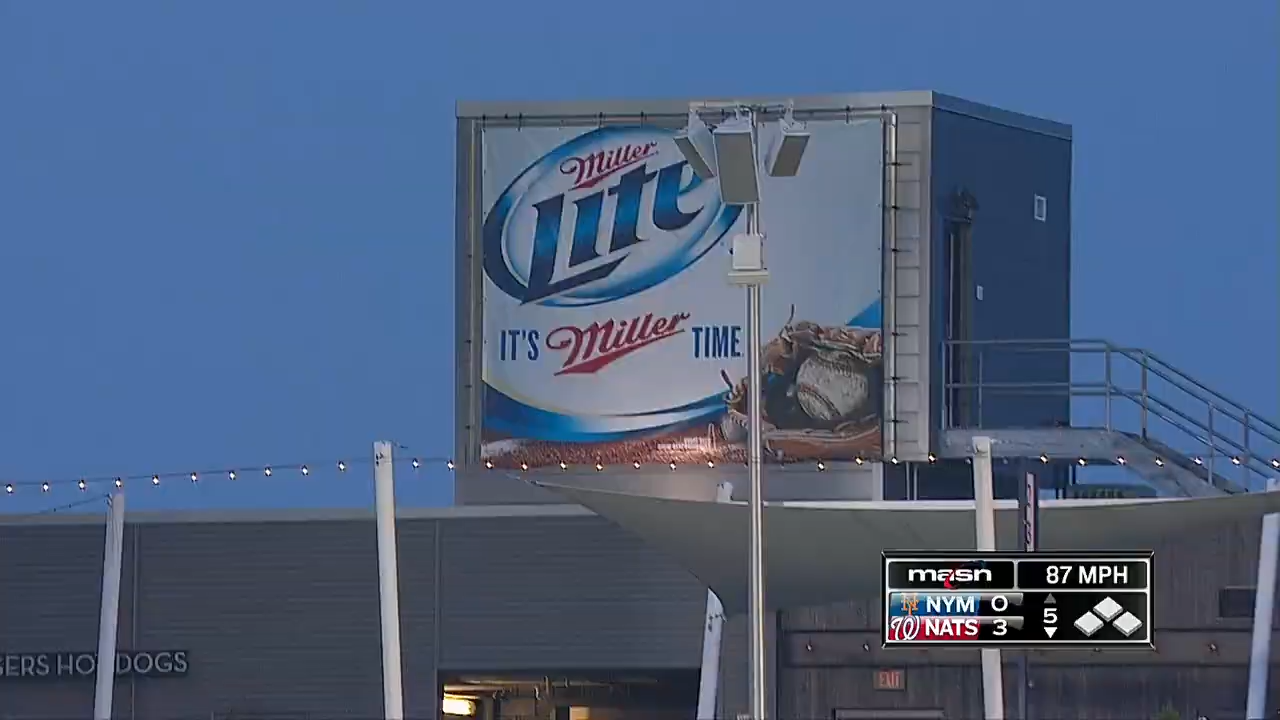 Miller
Lite
IT'S Miller TIME
masn 87 MPH
NYM 0
5
NATS 3
GERS HOT DOGS
EXIT